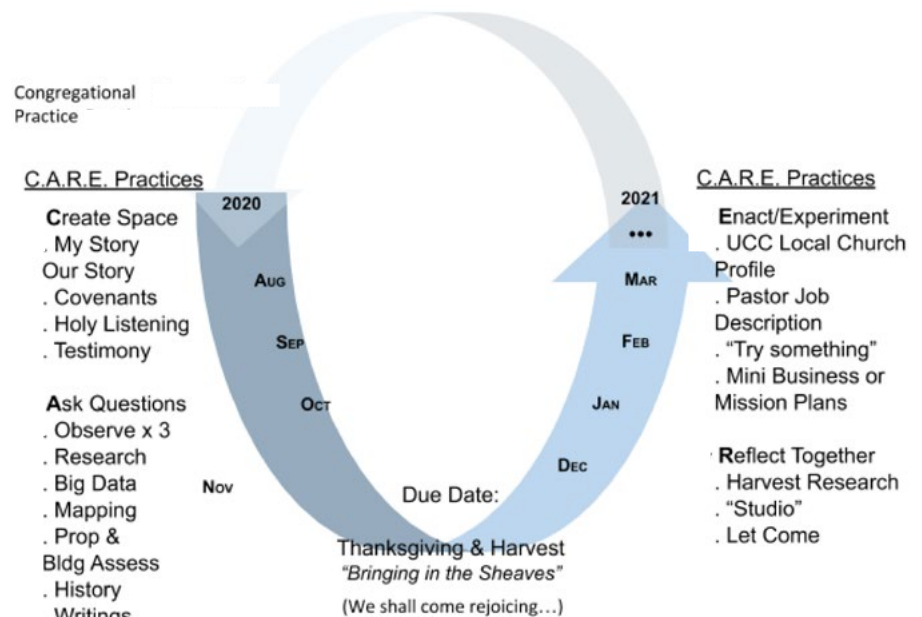 Congregational
Practice
C.A.R.E. Practices
Create Space
. My Story
Our Story
. Covenants
. Holy Listening
. Testimony
Ask Questions
. Observe x 3
. Research
. Big Data
. Mapping
. Prop &
Bldg Assess
. History
. Writings
2020
Aug
Sep
Oct
Nov
Due Date:
Thanksgiving & Harvest
“Bringing in the Sheaves”
(We shall come rejoicing...)
Dec
Jan
Feb
Mar
•••
2021
C.A.R.E. Practices
Enact/Experiment
. UCC Local Church
Profile
. Pastor Job
Description
. “Try something”
. Mini Business or
Mission Plans
Reflect Together
. Harvest Research
. “Studio”
. Let Come